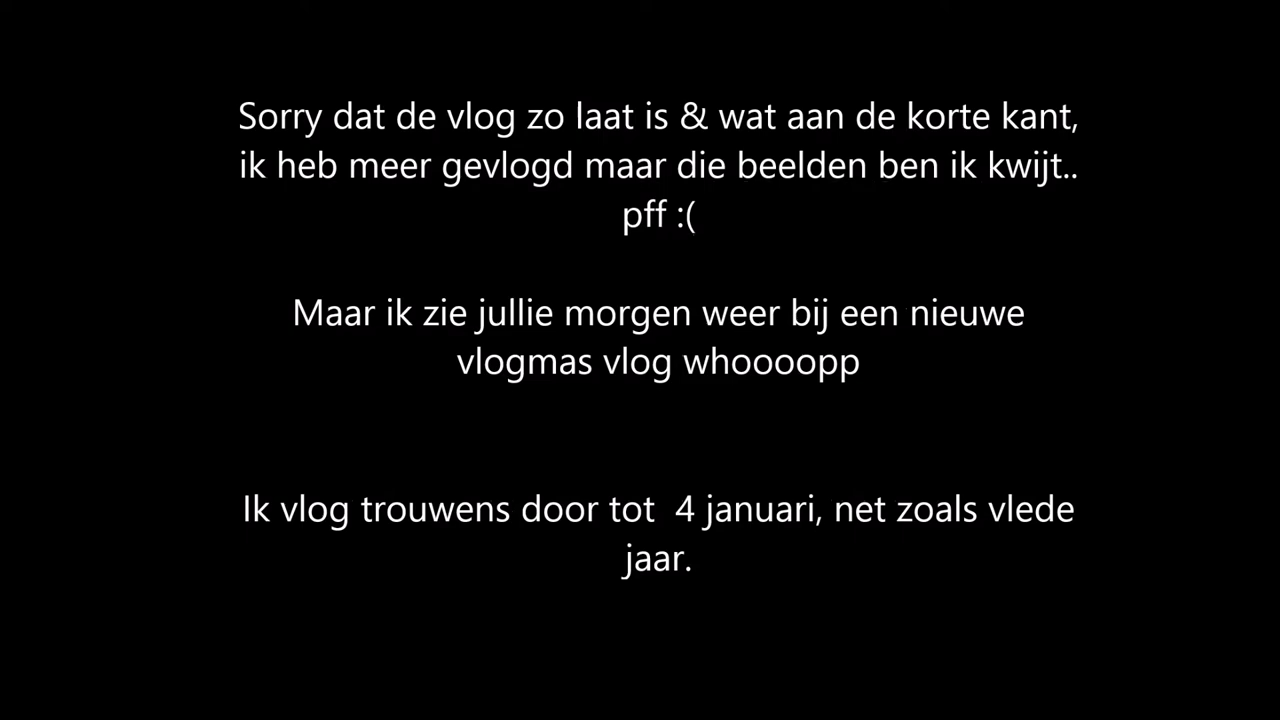 Sorry dat de vlog zo laat is & wat aan de korte kant,
ik heb meer gevlogd maar die beelden ben ik kwijt..
pff :(
Maar ik zie jullie morgen weer bij een nieuwe
vlogmas vlog whoooopp
Ik vlog trouwens door tot  4 januari, net zoals vlede
jaar.